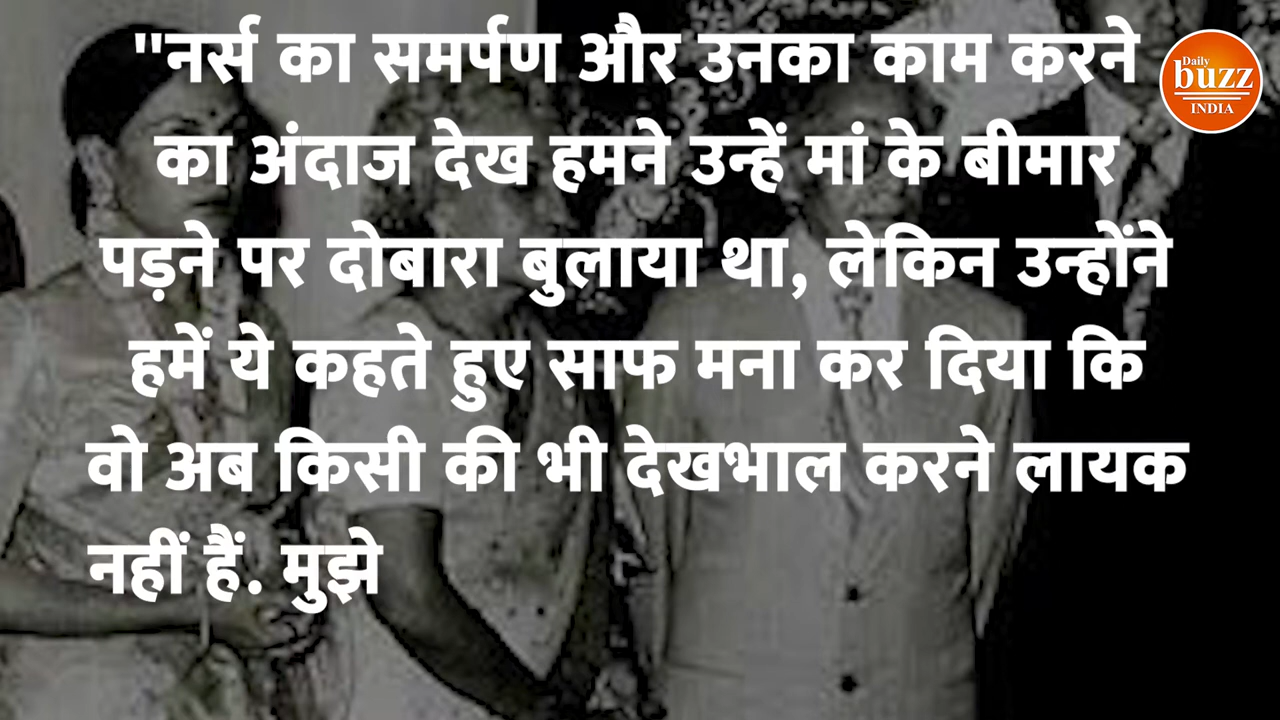 "नर्स का समर्पण और उनका काम करने
का अंदाज देख हमने उन्हें मां के बीमार
पड़ने पर दोबारा बुलाया था, लेकिन उन्होंने
हमें ये कहते हुए साफ मना कर दिया कि
वो अब किसी की भी देखभाल करने लायक
नहीं हैं. मुझे
Daily
buzz
INDIA